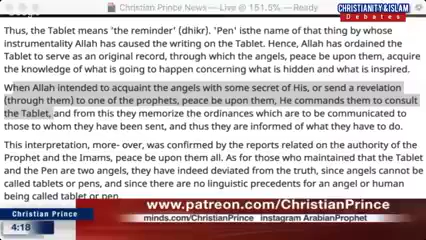 Christian Prince News — Live @ 151.5% — Ready
CHRISTIANITY & ISLAM
Debates
Thus, the Tablet means 'the reminder' (dhikr). 'Pen' isthe name of that thing by whose
instrumentality Allah has caused the writing on the Tablet. Hence, Allah has ordained the
Tablet to serve as an original record, through which the angels, peace be upon them, acquire
the knowledge of what is going to happen concerning what is hidden and what is inspired.
When Allah intended to acquaint the angels with some secret of His, or send a revelation
(through them) to one of the prophets, peace be upon them, He commands them to consult
the Tablet, and from this they memorize the ordinances which are to be communicated to
those to whom they have been sent, and thus they are informed of what they have to do.
This interpretation, more- over, was confirmed by the reports related on the authority of the
Prophet and the Imams, peace be upon them all. As for those who maintained that the Tablet
and the Pen are two angels, they have indeed deviated from the truth, since angels cannot be
called tablets or pens, and since there are no linguistic precedents for an angel or human
being called tablet or pen.
www.patreon.com/ChristianPrince
Christian Prince
4:18
minds.com/ChristianPrince instagram ArabianProphet